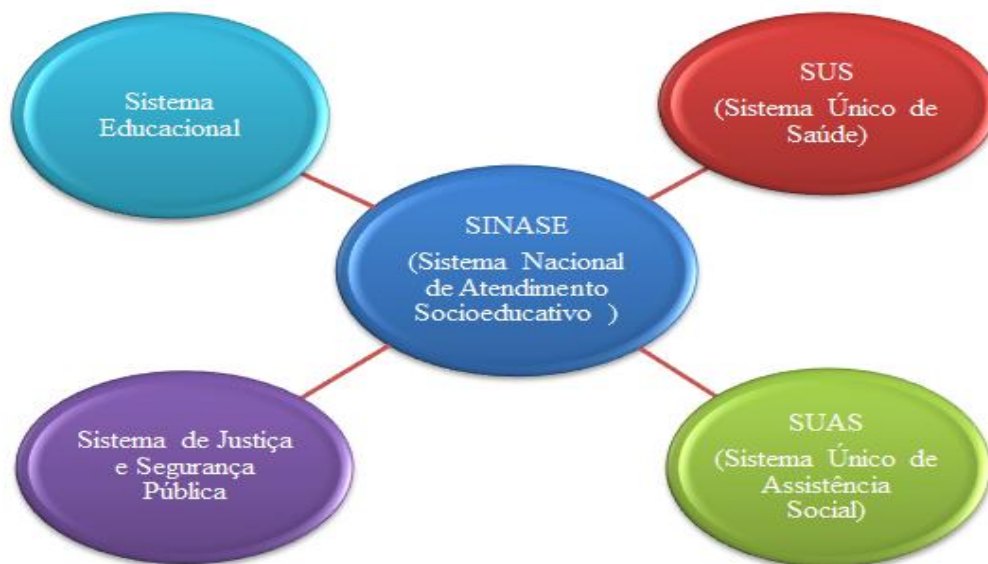 Sistema
Educacional
SUS
(Sistema Único de
Saúde)
SINASE
(Sistema Nacional
de Atendimento
Socioeducativo )
Sistema de Justiça
e Segurança
Pública
SUAS
(Sistema Único de
Assistência
Social)